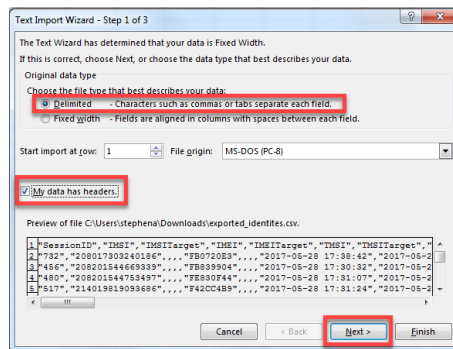 Text Import Wizard - Step 1 of 3
The Text Wizard has determined that your data is Fixed Width.
If this is correct, choose Next, or choose the data type that best describes your data.
Original data type
Choose the file type that best describes your data:
Delimited - Characters such as commas or tabs separate each field.
Fixed width - Fields are aligned in columns with spaces between each field.
Start import at row: 1 File origin: MS-DOS (PC-8)
My data has headers.
Preview of file C:\Users\stephena\Downloads\exported_identites.csv.
1 "SessionID","IMSI","IMSITarget","IMEI","IMEITarget","TMSI","TMSITarget","
2 "732","208017303240186",,,,"FB0720E3",,,,"2017-05-28 17:38:42","2017-05-2
3 "456","208201544669339",,,,"FB839904",,,,"2017-05-28 17:30:32","2017-05-2
4 "480","208201544753497",,,,"FE830F44",,,,"2017-05-28 17:31:07","2017-05-2
5 "517","214019819093686",,,,"F42CC4B9",,,,"2017-05-28 17:31:24","2017-05-2
Cancel < Back Next > Finish